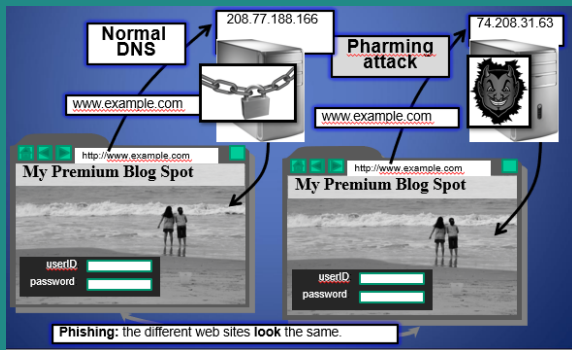 208.77.188.166
Normal
DNS
www.example.com
http://www.example.com
My Premium Blog Spot
userID
password
74.208.31.63
Pharming
attack
www.example.com
http://www.example.com
My Premium Blog Spot
userID
password
Phishing: the different web sites look the same.